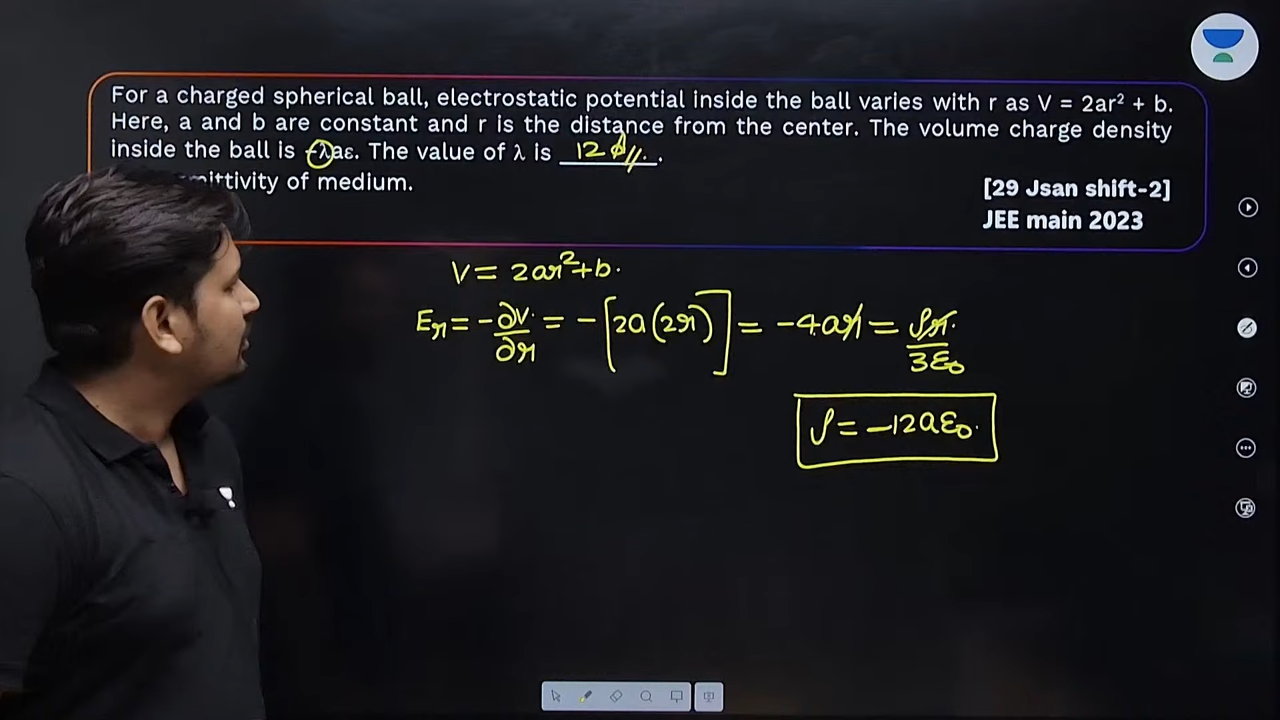 For a charged spherical ball, electrostatic potential inside the ball varies with r as V = 2ar² + b.
Here, a and b are constant and r is the distance from the center. The volume charge density
inside the ball is -λaε. The value of λ is 12 .
mittivity of medium.
[29 Jsan shift-2]
JEE main 2023
V = 2ar² + b.
Er = -∂V/∂r = -[2a(2r)] = -4ar = ρr/3ε₀
ρ = -12aε₀